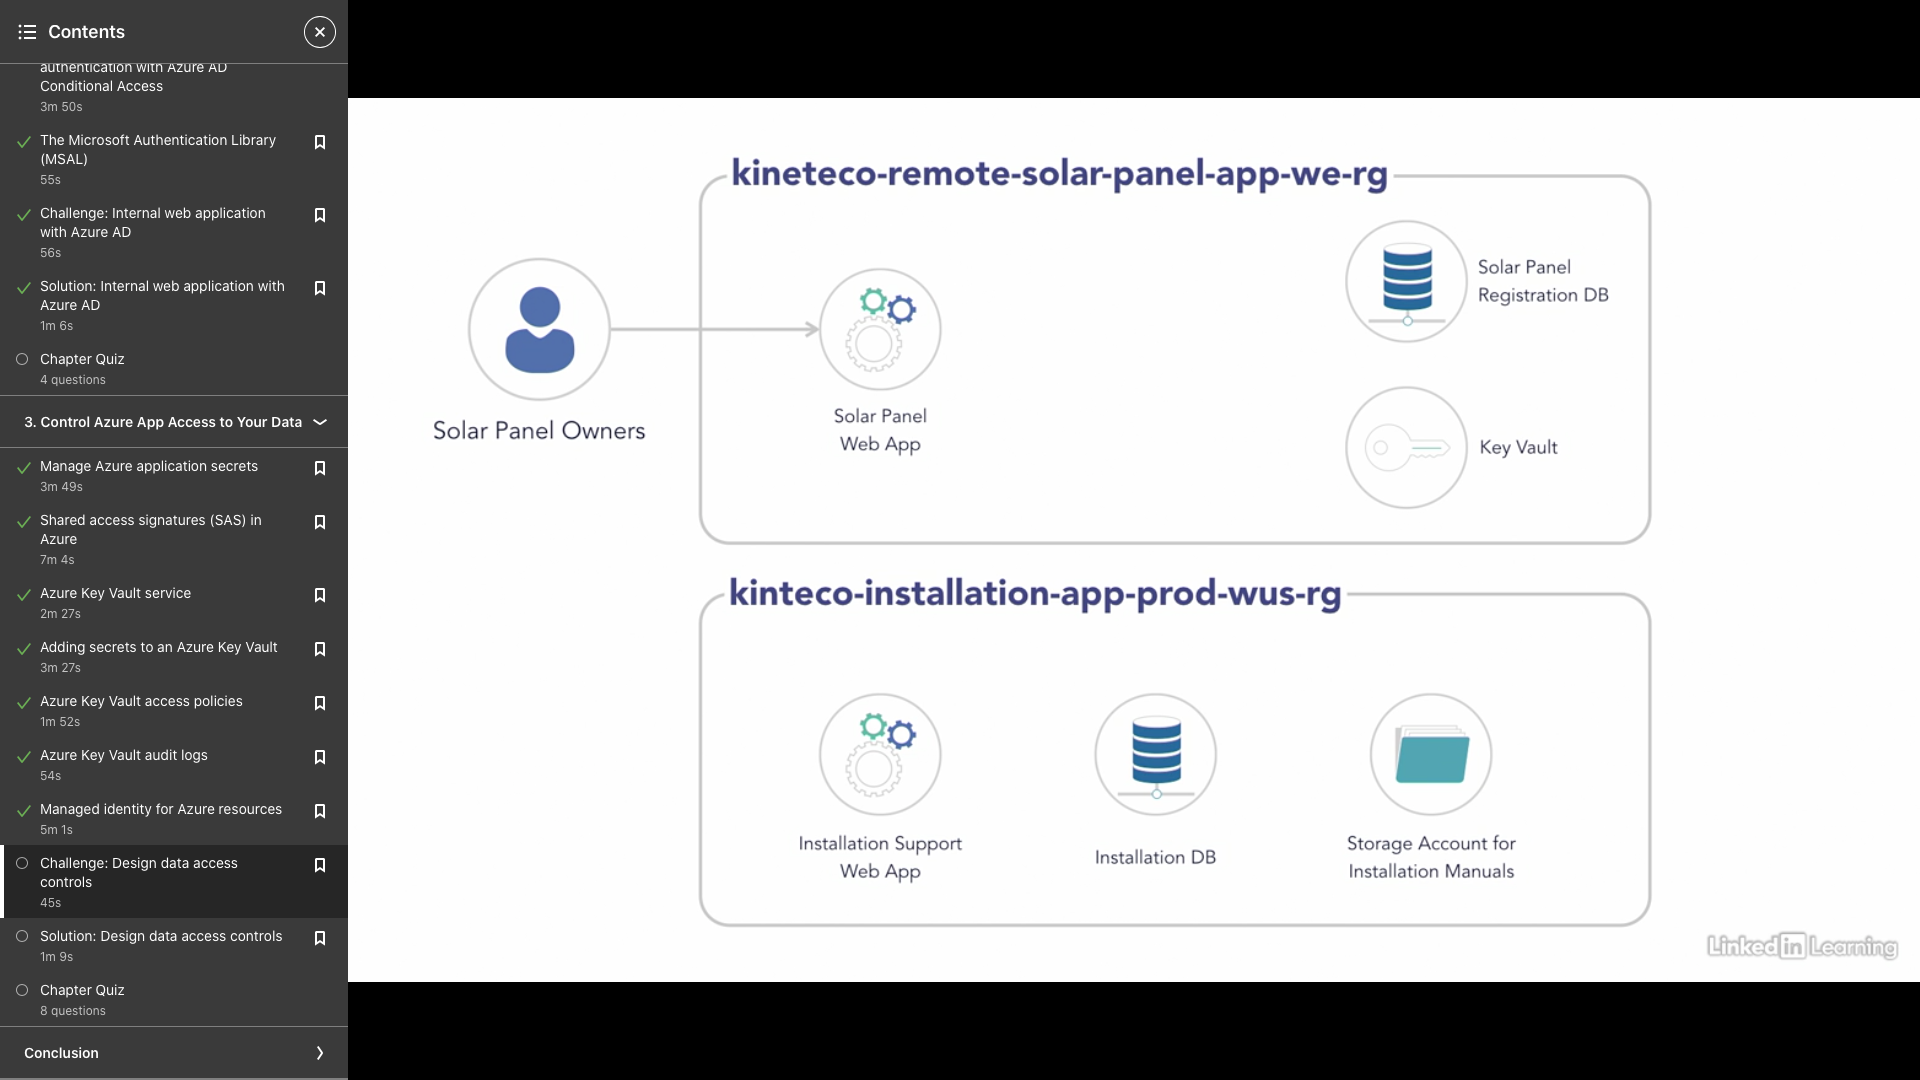 Contents
authentication with Azure AD
Conditional Access
3m 50s
The Microsoft Authentication Library
(MSAL)
55s
Challenge: Internal web application
with Azure AD
56s
Solution: Internal web application with
Azure AD
1m 6s
Chapter Quiz
4 questions
3. Control Azure App Access to Your Data
Manage Azure application secrets
3m 49s
Shared access signatures (SAS) in
Azure
7m 4s
Azure Key Vault service
2m 27s
Adding secrets to an Azure Key Vault
3m 27s
Azure Key Vault access policies
1m 52s
Azure Key Vault audit logs
54s
Managed identity for Azure resources
5m 1s
Challenge: Design data access
controls
45s
Solution: Design data access controls
1m 9s
Chapter Quiz
8 questions
Conclusion
kineteco-remote-solar-panel-app-we-rg
Solar Panel Owners
Solar Panel
Web App
Solar Panel
Registration DB
Key Vault
kinteco-installation-app-prod-wus-rg
Installation Support
Web App
Installation DB
Storage Account for
Installation Manuals
Linked in Learning